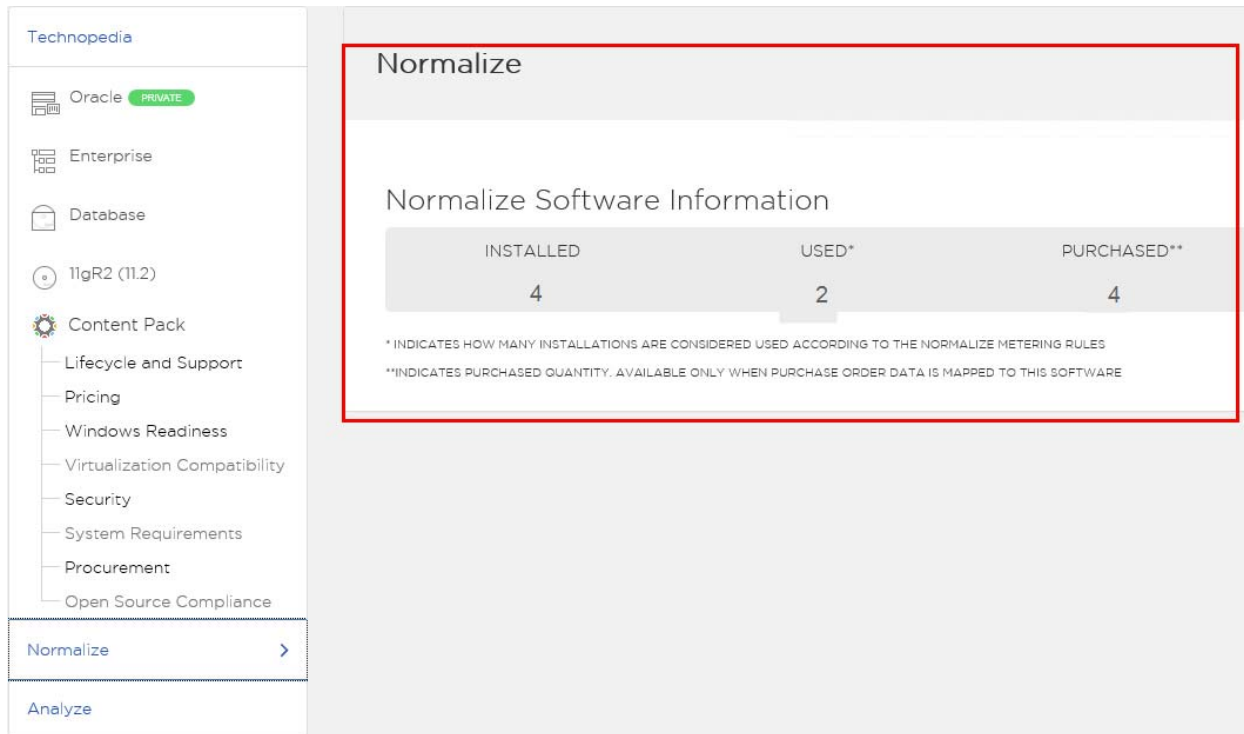 Technopedia
Oracle PRIVATE
Enterprise
Database
11gR2 (11.2)
Content Pack
Lifecycle and Support
Pricing
Windows Readiness
Virtualization Compatibility
Security
System Requirements
Procurement
Open Source Compliance
Normalize
Analyze
Normalize
Normalize Software Information
INSTALLED USED* PURCHASED**
4 2 4
* INDICATES HOW MANY INSTALLATIONS ARE CONSIDERED USED ACCORDING TO THE NORMALIZE METERING RULES
**INDICATES PURCHASED QUANTITY. AVAILABLE ONLY WHEN PURCHASE ORDER DATA IS MAPPED TO THIS SOFTWARE